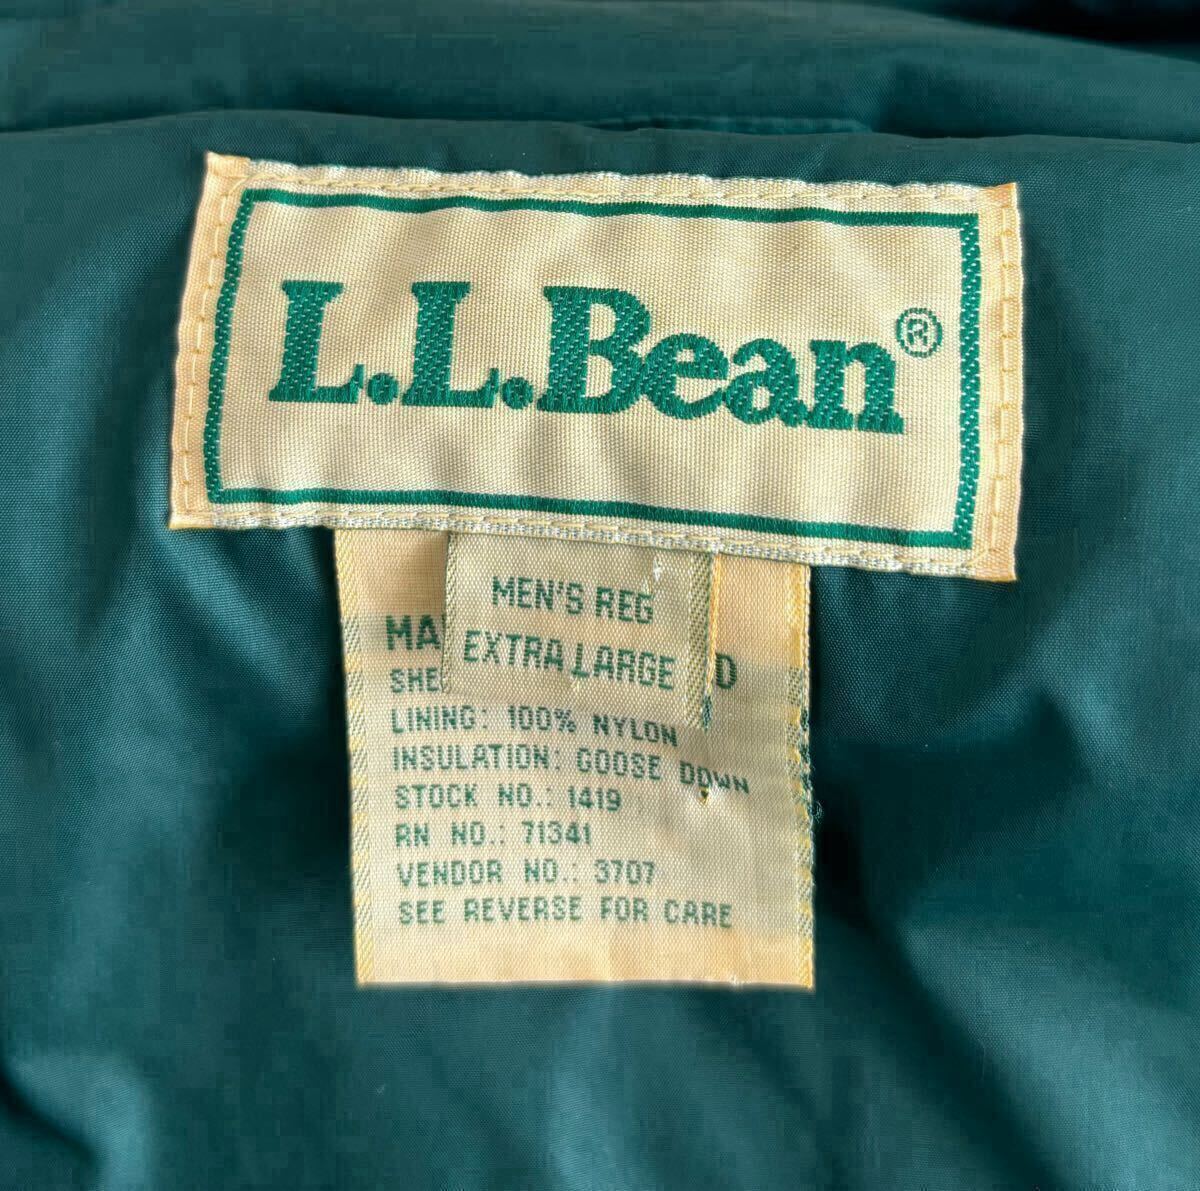 L.L.Bean®
MEN'S REG
EXTRA LARGE
LINING: 100% NYLON
INSULATION: GOOSE DOWN
STOCK NO.: 1419
RN NO.: 71341
VENDOR NO.: 3707
SEE REVERSE FOR CARE